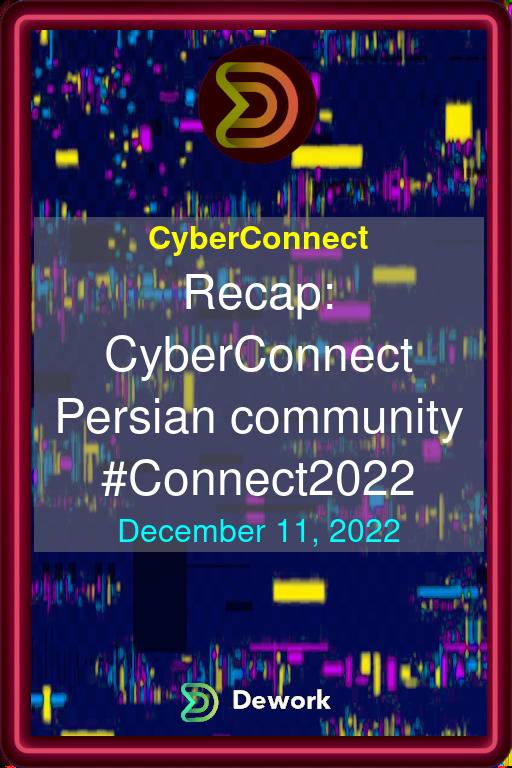 CyberConnect
Recap:
CyberConnect
Persian community
#Connect2022
December 11, 2022
Dework